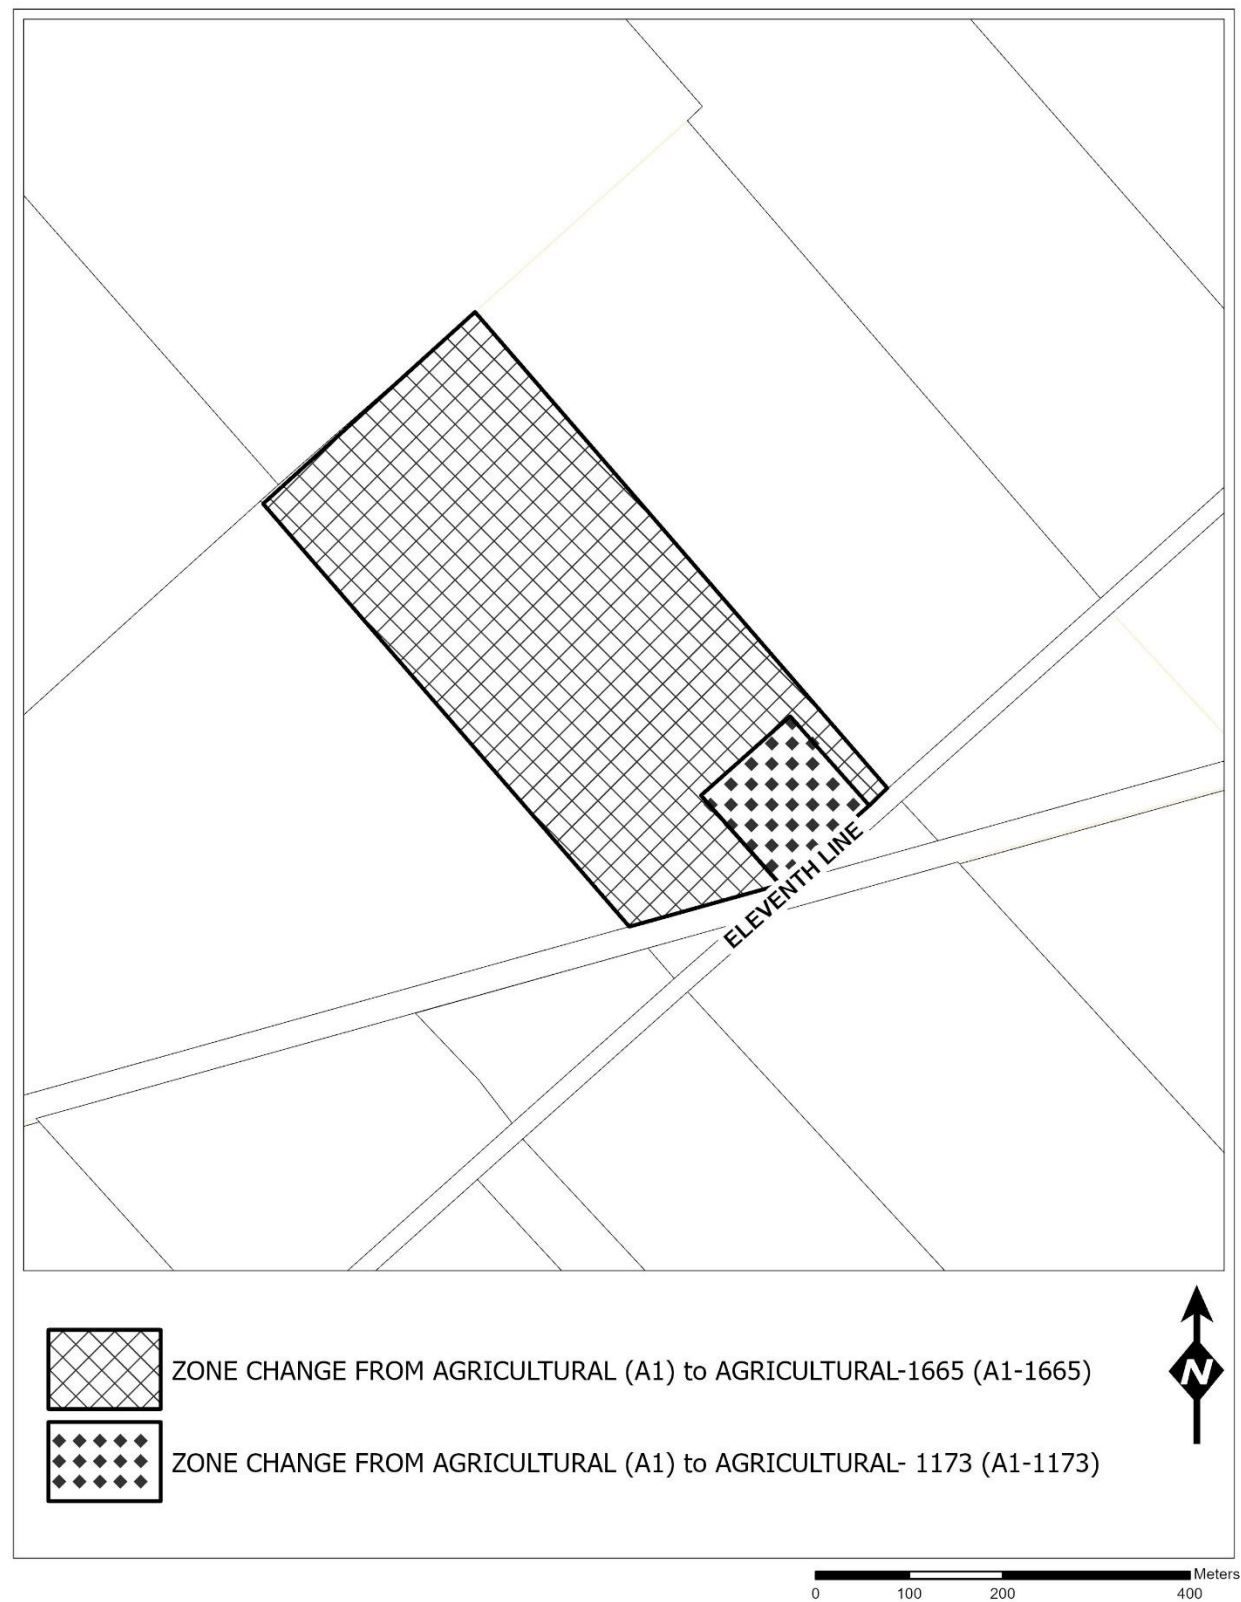 ELEVENTH LINE
ZONE CHANGE FROM AGRICULTURAL (A1) to AGRICULTURAL-1665 (A1-1665)
N
ZONE CHANGE FROM AGRICULTURAL (A1) to AGRICULTURAL- 1173 (A1-1173)
Meters
0 100 200 400